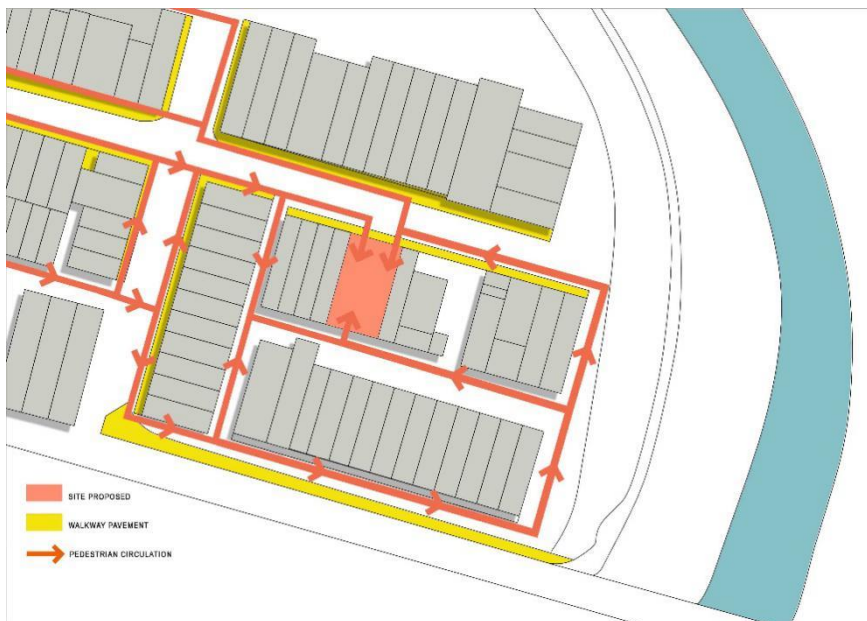 SITE PROPOSED
WALKWAY PAVEMENT
PEDESTRIAN CIRCULATION